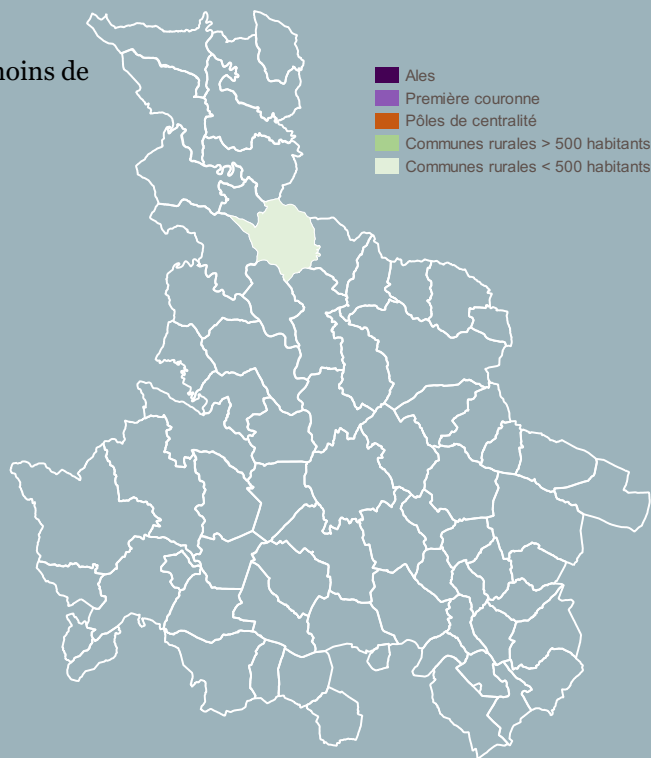 moins de
Ales
Première couronne
Pôles de centralité
Communes rurales > 500 habitants
Communes rurales < 500 habitants